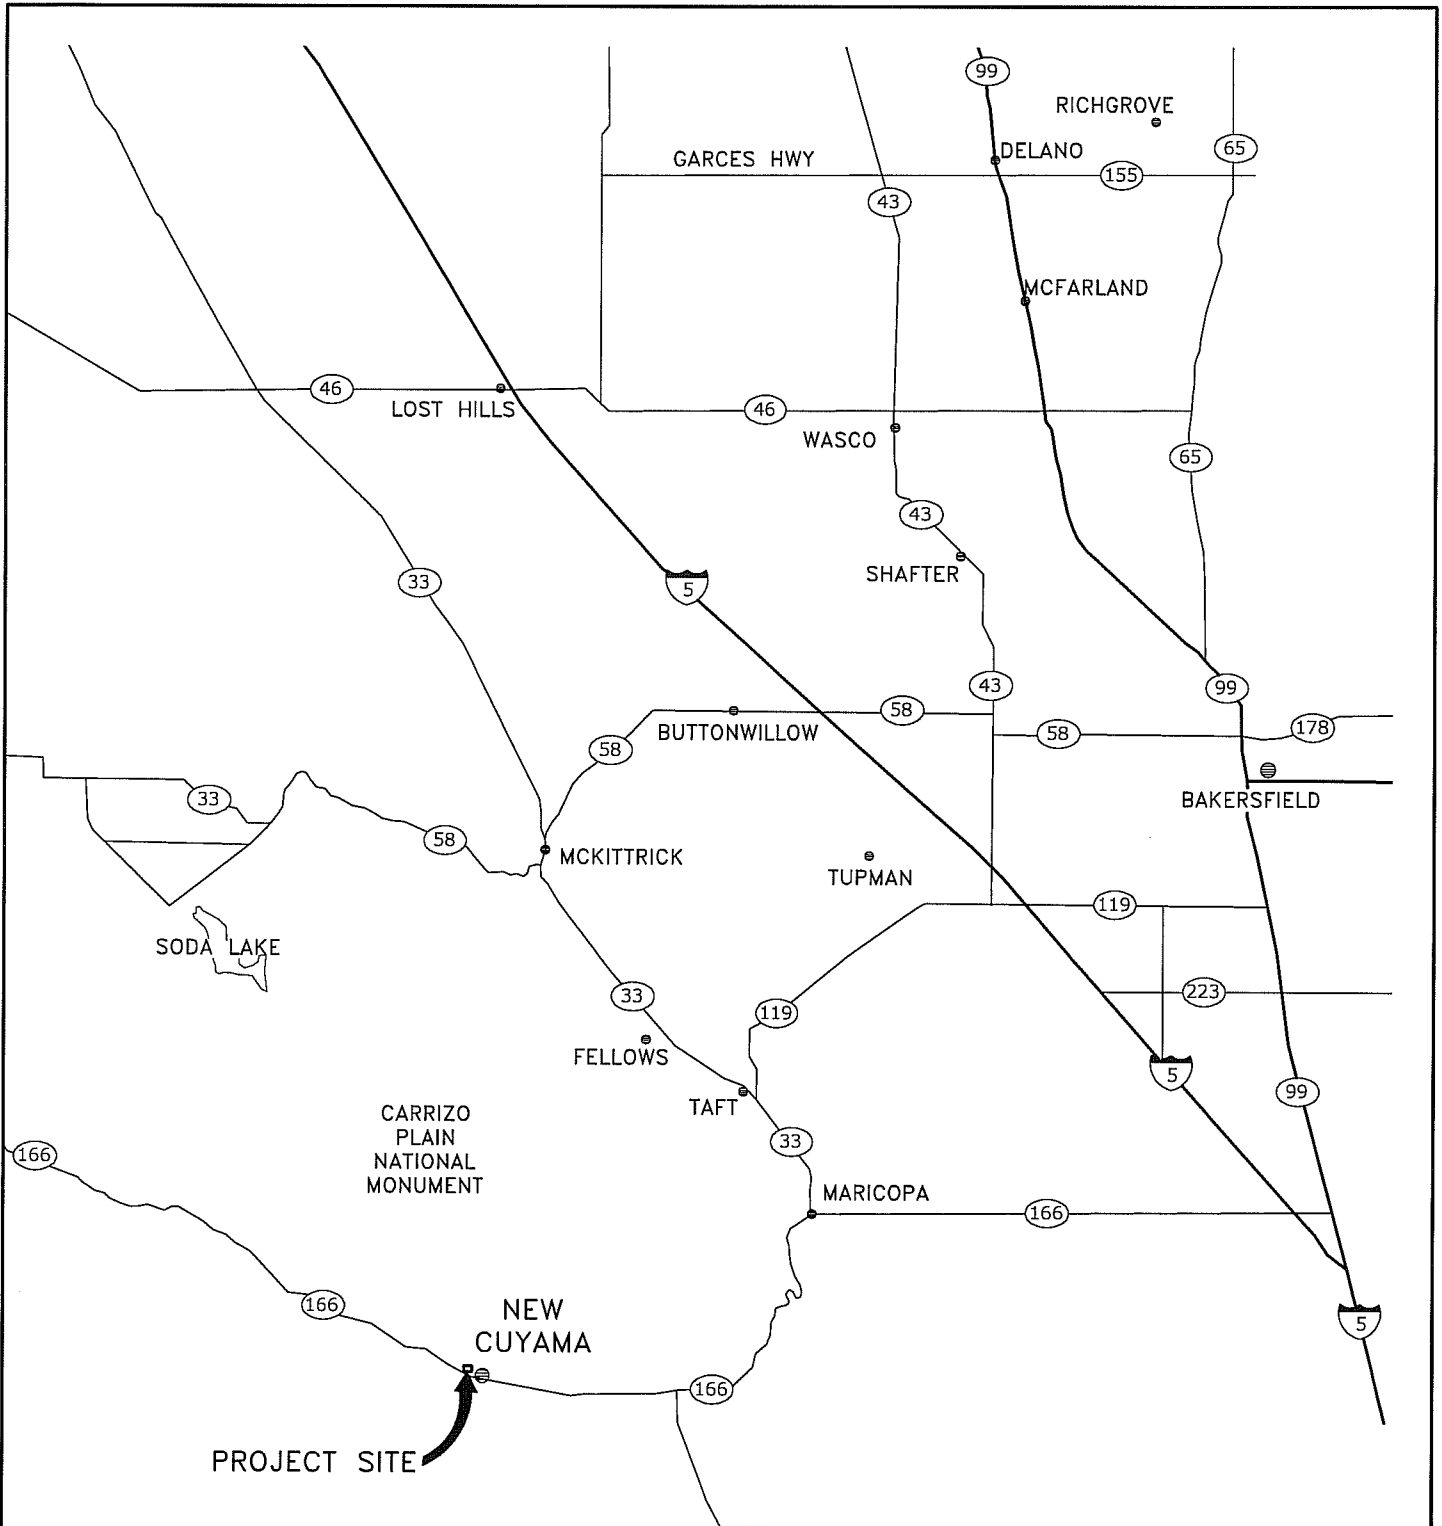 99
RICHGROVE
65
DELANO
GARCES HWY
155
43
MCFARLAND
46
LOST HILLS
46
WASCO
65
43
SHAFTER
33
5
43
99
58
BUTTONWILLOW
58
178
58
33
BAKERSFIELD
58
MCKITTRICK
TUPMAN
119
SODA LAKE
33
223
119
FELLOWS
5
99
TAFT
CARRIZO
PLAIN
NATIONAL
MONUMENT
33
166
MARICOPA
166
166
NEW
CUYAMA
5
166
PROJECT SITE